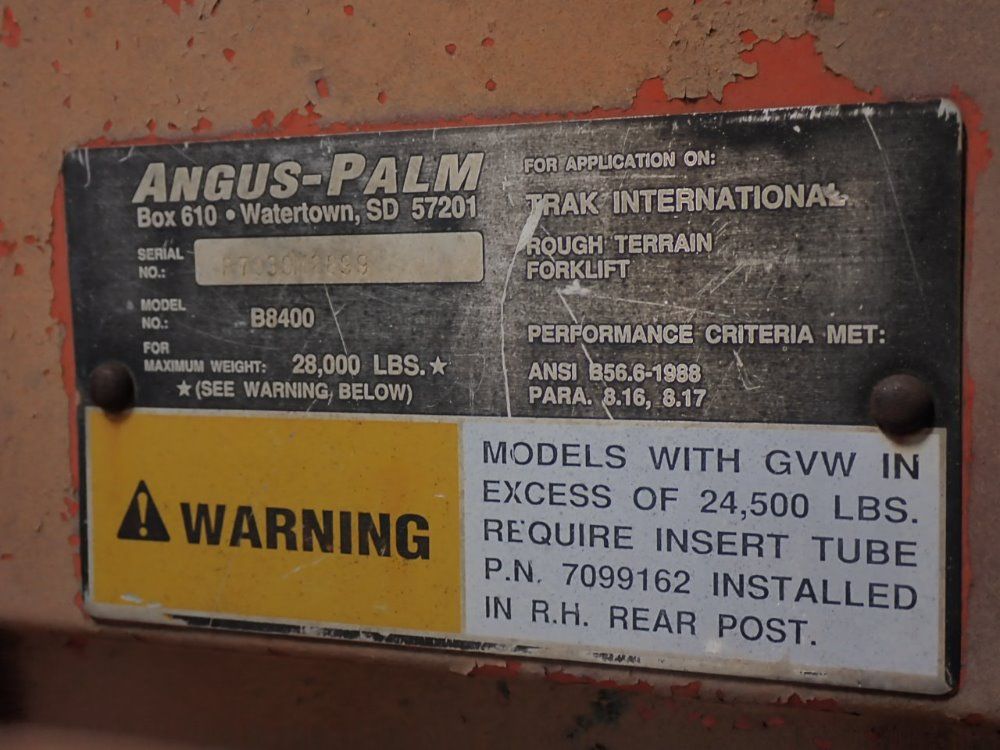 ANGUS-PALM
Box 610 • Watertown, SD 57201
SERIAL
NO.:
MODEL
NO.: B8400
FOR
MAXIMUM WEIGHT: 28,000 LBS.★
★(SEE WARNING BELOW)
FOR APPLICATION ON:
TRAK INTERNATIONAL
ROUGH TERRAIN
FORKLIFT
PERFORMANCE CRITERIA MET:
ANSI B56.6-1988
PARA. 8.16, 8.17
WARNING
MODELS WITH GVW IN
EXCESS OF 24,500 LBS.
REQUIRE INSERT TUBE
P.N. 7099162 INSTALLED
IN R.H. REAR POST.